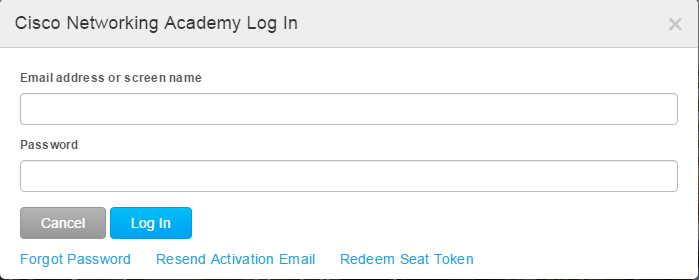 Cisco Networking Academy Log In ×
Email address or screen name
Password
Cancel Log In
Forgot Password Resend Activation Email Redeem Seat Token